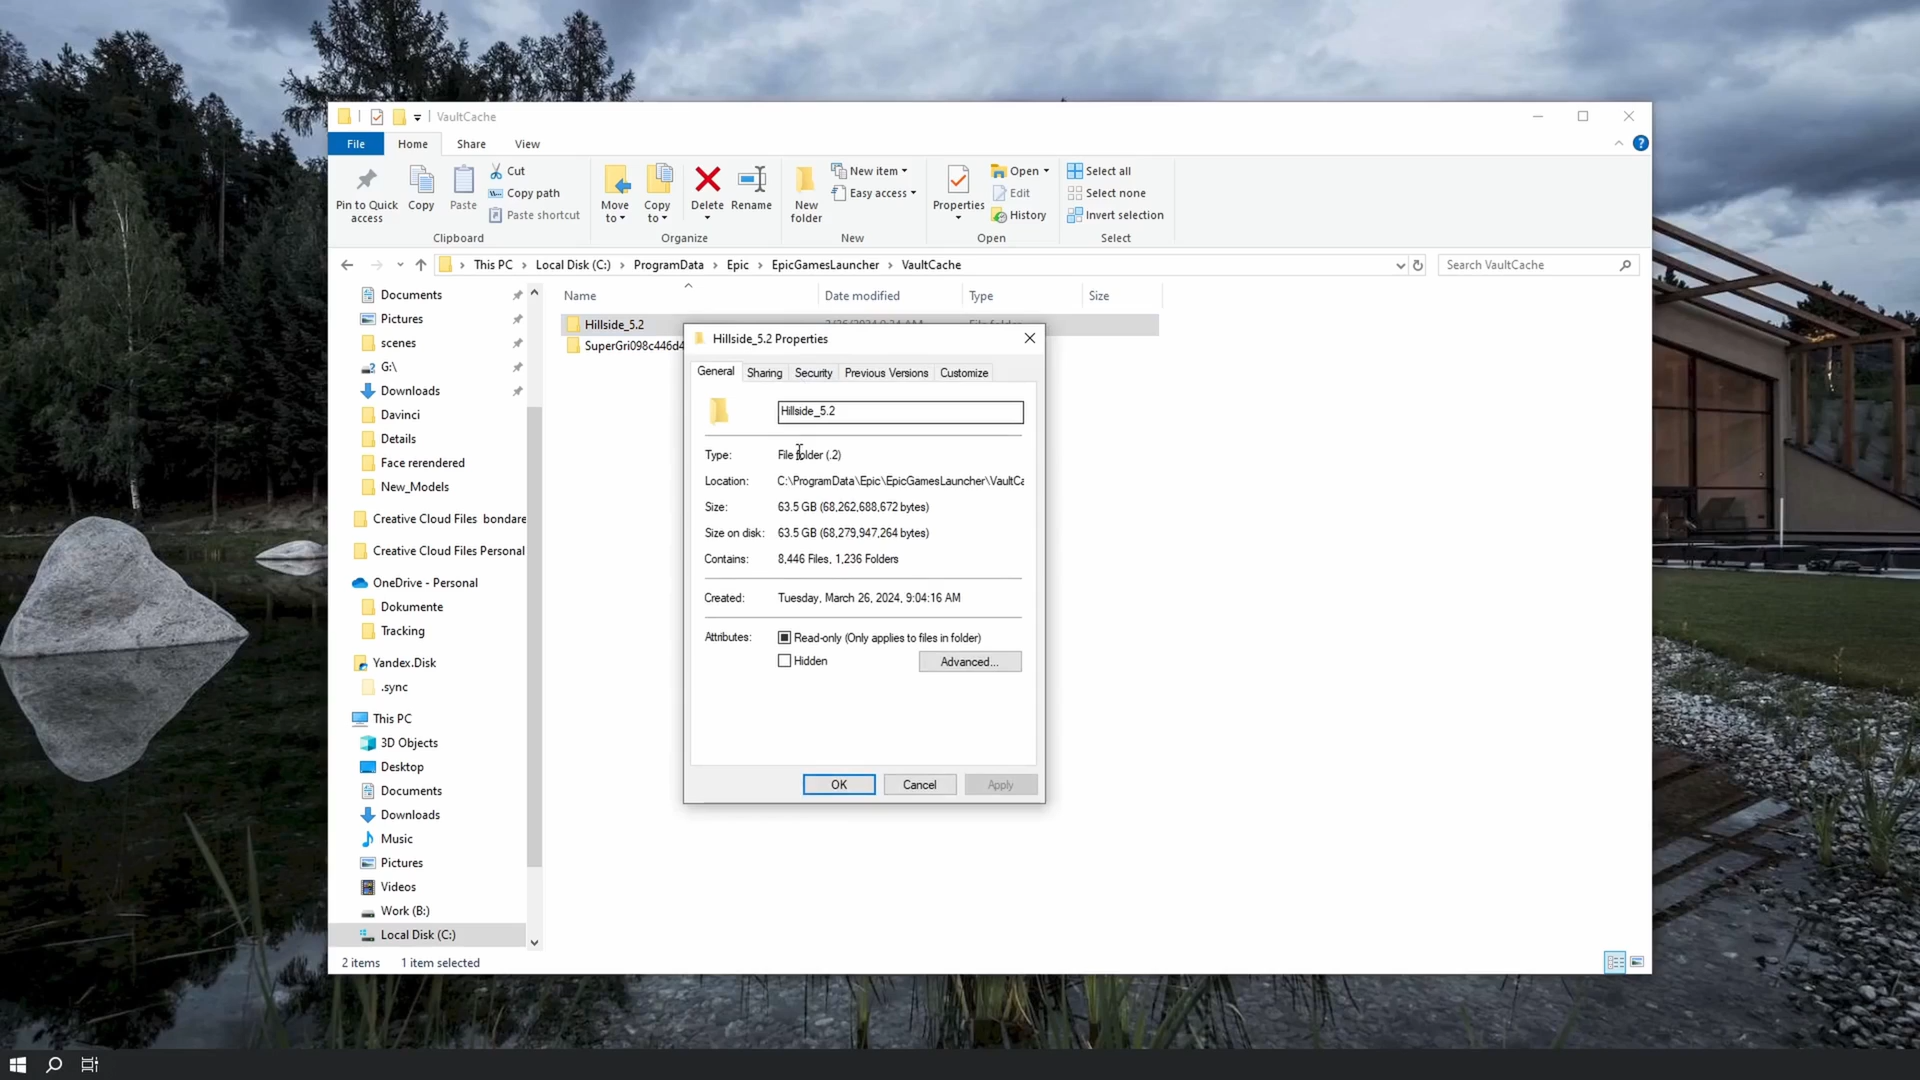 VaultCache
File
Home
Share
View
Pin to Quick access
Copy
Paste
Cut
Copy path
Paste shortcut
Clipboard
Move to
Copy to
Delete
Rename
Organize
New folder
New item
Easy access
New
Properties
Open
Edit
History
Open
Select all
Select none
Invert selection
Select
This PC > Local Disk (C:) > ProgramData > Epic > EpicGamesLauncher > VaultCache
Search VaultCache
Name
Date modified
Type
Size
Hillside_5.2
SuperGri098c446d4
Documents
Pictures
scenes
G:\
Downloads
Davinci
Details
Face rerendered
New_Models
Creative Cloud Files bondare
Creative Cloud Files Personal
OneDrive - Personal
Dokumente
Tracking
Yandex.Disk
.sync
This PC
3D Objects
Desktop
Documents
Downloads
Music
Pictures
Videos
Work (B:)
Local Disk (C:)
2 items
1 item selected
Hillside_5.2 Properties
General
Sharing
Security
Previous Versions
Customize
Hillside_5.2
Type: File folder (.2)
Location: C:\ProgramData\Epic\EpicGamesLauncher\VaultCa
Size: 63.5 GB (68,262,688,672 bytes)
Size on disk: 63.5 GB (68,279,947,264 bytes)
Contains: 8,446 Files, 1,236 Folders
Created: Tuesday, March 26, 2024, 9:04:16 AM
Attributes: Read-only (Only applies to files in folder)
Hidden
Advanced...
OK
Cancel
Apply